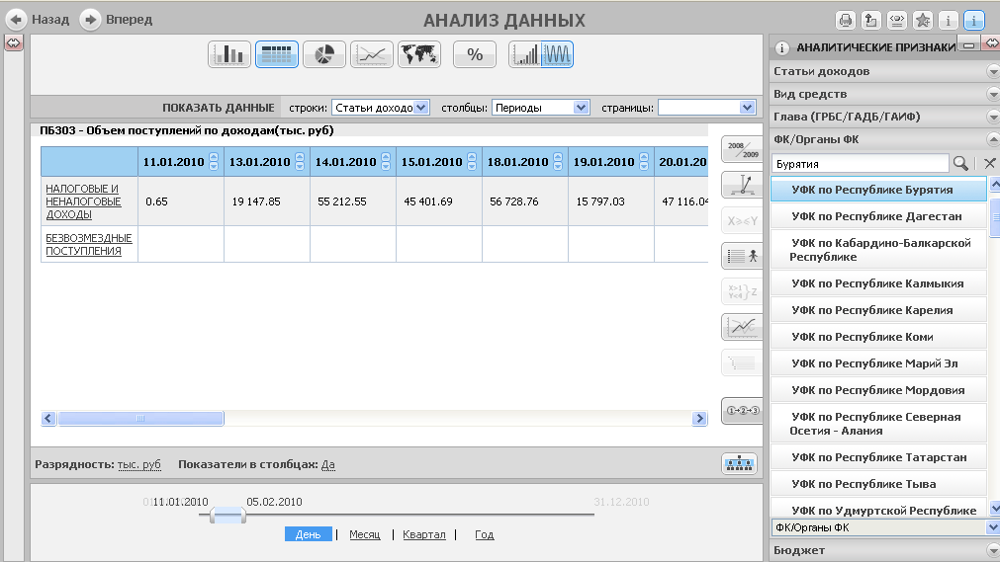 Назад Вперед АНАЛИЗ ДАННЫХ
%
ПОКАЗАТЬ ДАННЫЕ строки: Статьи доходо столбцы: Периоды страницы:
ПБ303 - Объем поступлений по доходам(тыс. руб)
11.01.2010 13.01.2010 14.01.2010 15.01.2010 18.01.2010 19.01.2010 20.01.20
НАЛОГОВЫЕ И
НЕНАЛОГОВЫЕ
ДОХОДЫ
0.65 19 147.85 55 212.55 45 401.69 56 728.76 15 797.03 47 116.04
БЕЗВОЗМЕЗДНЫЕ
ПОСТУПЛЕНИЯ
2008/2009
X≥≤Y
X>1
Y<4}Z
1-2-3
Разрядность: тыс. руб Показатели в столбцах: Да
01 11.01.2010 05.02.2010 31.12.2010
День | Месяц | Квартал | Год
АНАЛИТИЧЕСКИЕ ПРИЗНАКИ
Статьи доходов
Вид средств
Глава (ГРБС/ГАДБ/ГАИФ)
ФК/Органы ФК
Бурятия
УФК по Республике Бурятия
УФК по Республике Дагестан
УФК по Кабардино-Балкарской
Республике
УФК по Республике Калмыкия
УФК по Республике Карелия
УФК по Республике Коми
УФК по Республике Марий Эл
УФК по Республике Мордовия
УФК по Республике Северная
Осетия - Алания
УФК по Республике Татарстан
УФК по Республике Тыва
УФК по Удмуртской Республике
ФК/Органы ФК
Бюджет